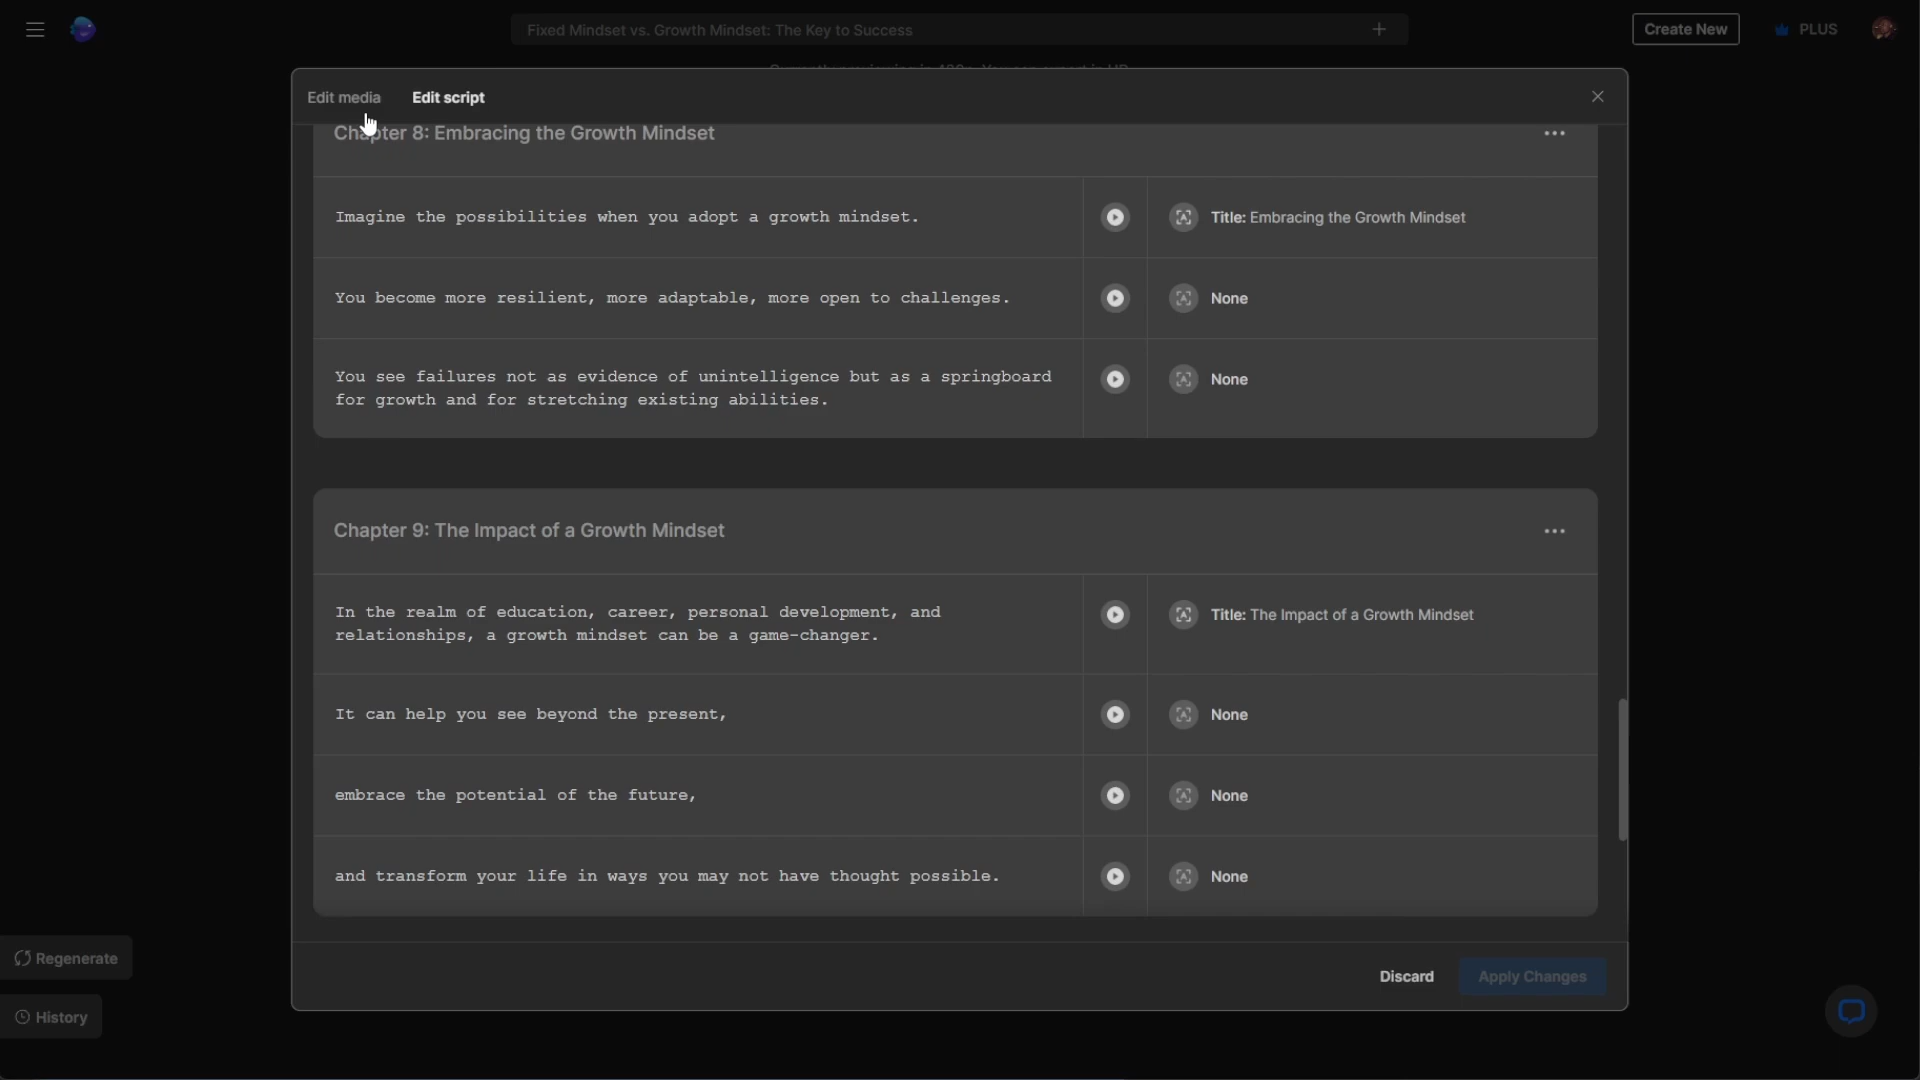 Fixed Mindset vs. Growth Mindset: The Key to Success
Create New
PLUS
Edit media
Edit script
Chapter 8: Embracing the Growth Mindset
Imagine the possibilities when you adopt a growth mindset.
Title: Embracing the Growth Mindset
You become more resilient, more adaptable, more open to challenges.
None
You see failures not as evidence of unintelligence but as a springboard
for growth and for stretching existing abilities.
None
Chapter 9: The Impact of a Growth Mindset
In the realm of education, career, personal development, and
relationships, a growth mindset can be a game-changer.
Title: The Impact of a Growth Mindset
It can help you see beyond the present,
None
embrace the potential of the future,
None
and transform your life in ways you may not have thought possible.
None
Regenerate
History
Discard
Apply Changes